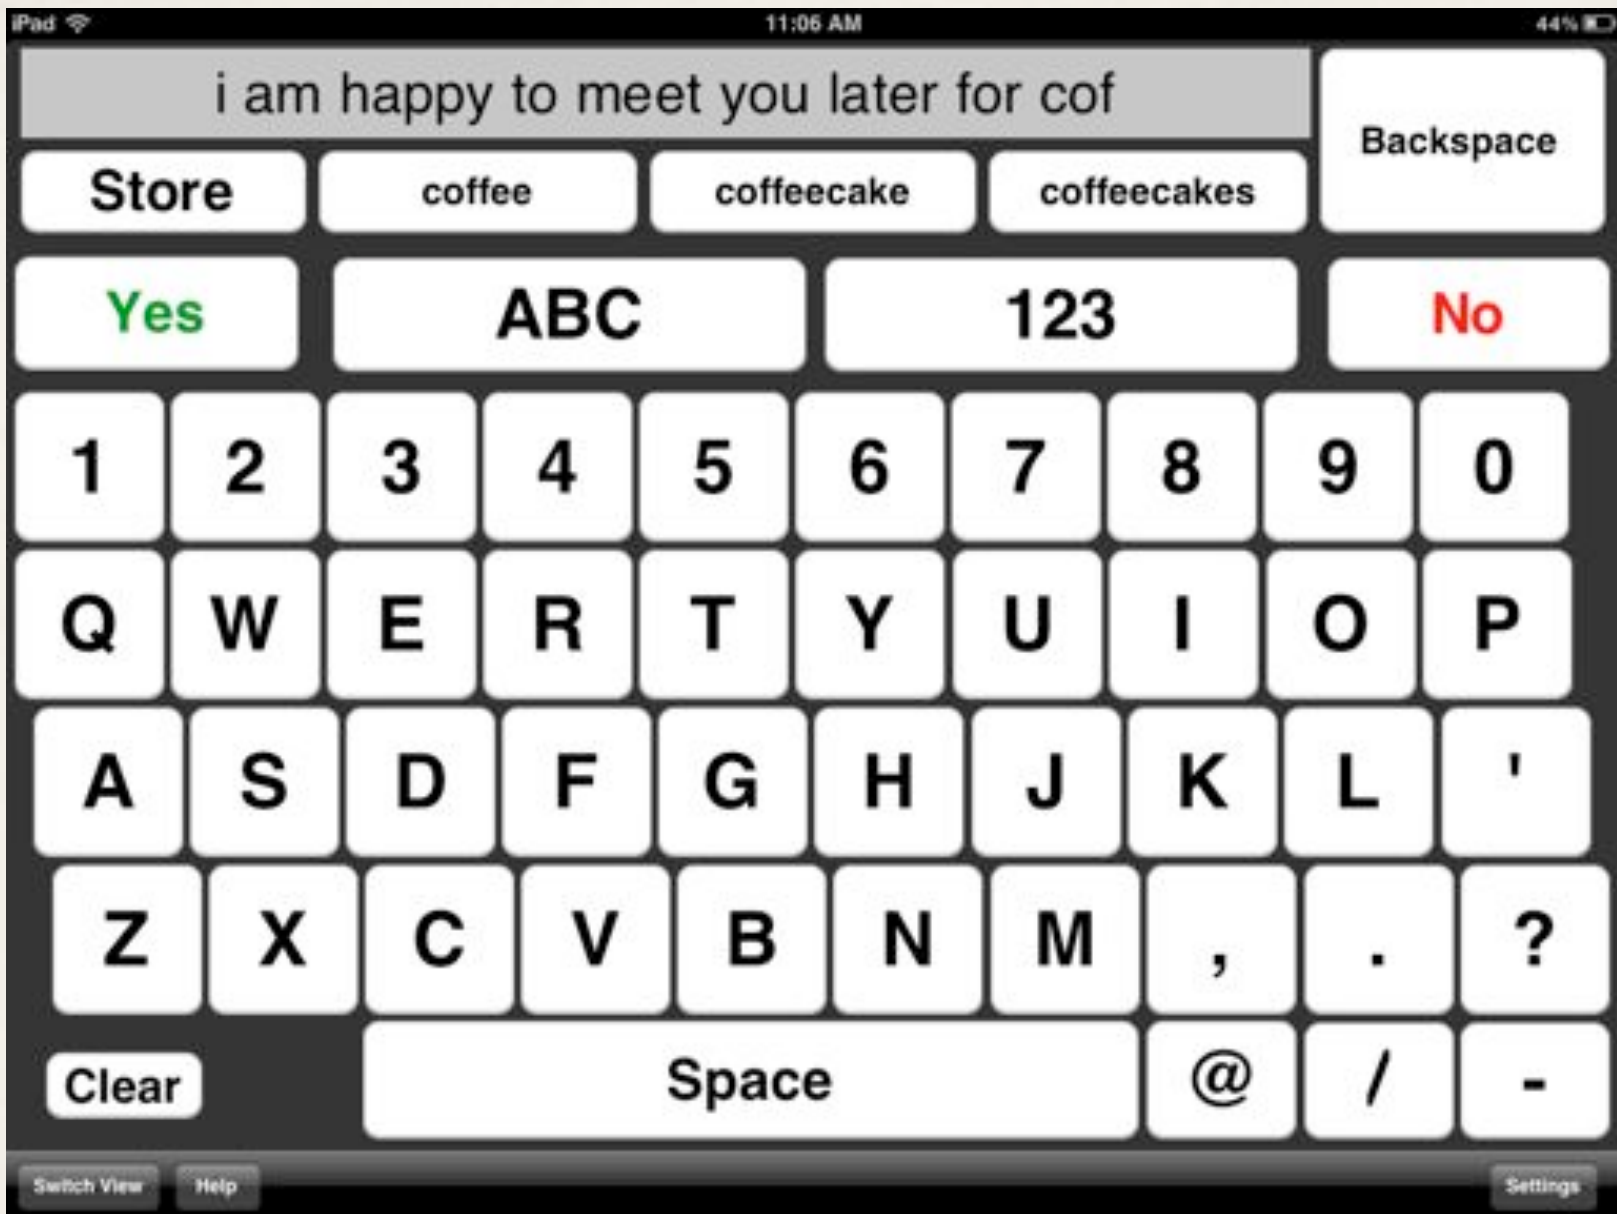 iPad 11:06 AM 44%
i am happy to meet you later for cof
Backspace
Store coffee coffeecake coffeecakes
Yes ABC 123 No
1 2 3 4 5 6 7 8 9 0
Q W E R T Y U I O P
A S D F G H J K L '
Z X C V B N M , . ?
Clear Space @ / -
Switch View Help Settings